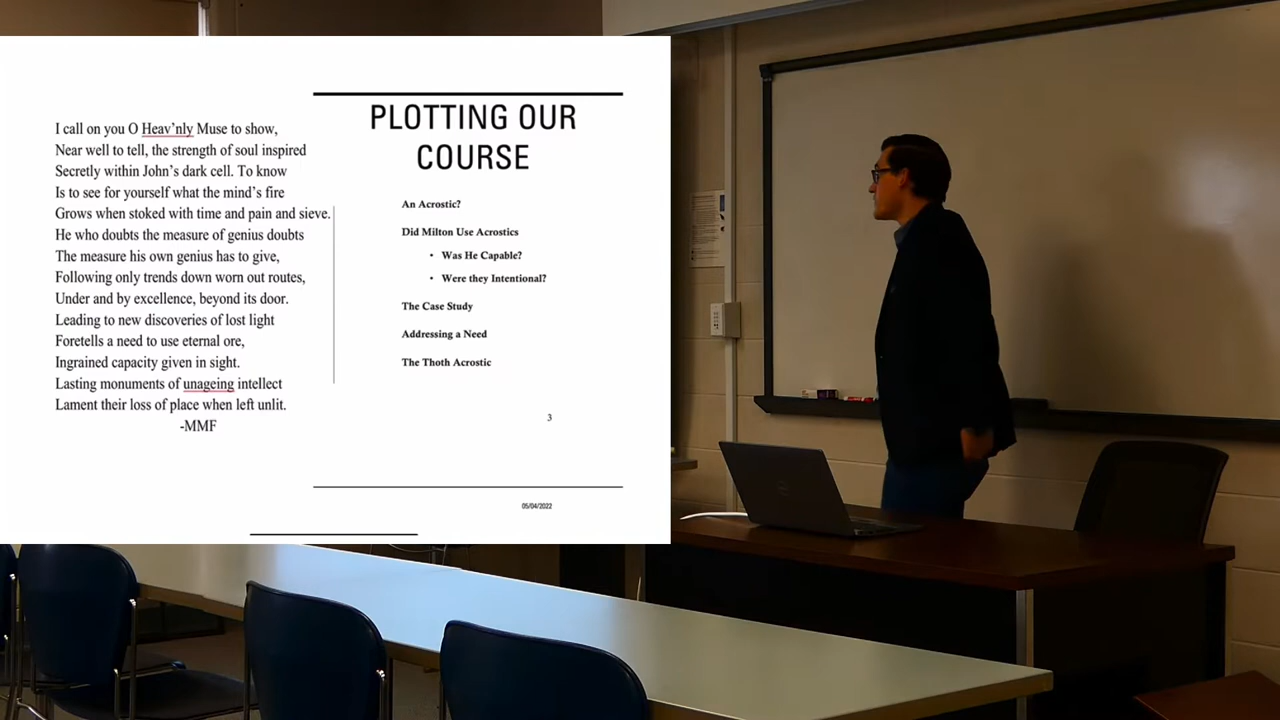 I call on you O Heav'nly Muse to show,
Near well to tell, the strength of soul inspired
Secretly within John's dark cell. To know
Is to see for yourself what the mind's fire
Grows when stoked with time and pain and sieve.
He who doubts the measure of genius doubts
The measure his own genius has to give,
Following only trends down worn out routes,
Under and by excellence, beyond its door.
Leading to new discoveries of lost light
Foretells a need to use eternal ore,
Ingrained capacity given in sight.
Lasting monuments of unageing intellect
Lament their loss of place when left unlit.
-MMF
PLOTTING OUR
COURSE
An Acrostic?
Did Milton Use Acrostics
• Was He Capable?
• Were they Intentional?
The Case Study
Addressing a Need
The Thoth Acrostic
3
05/04/2022